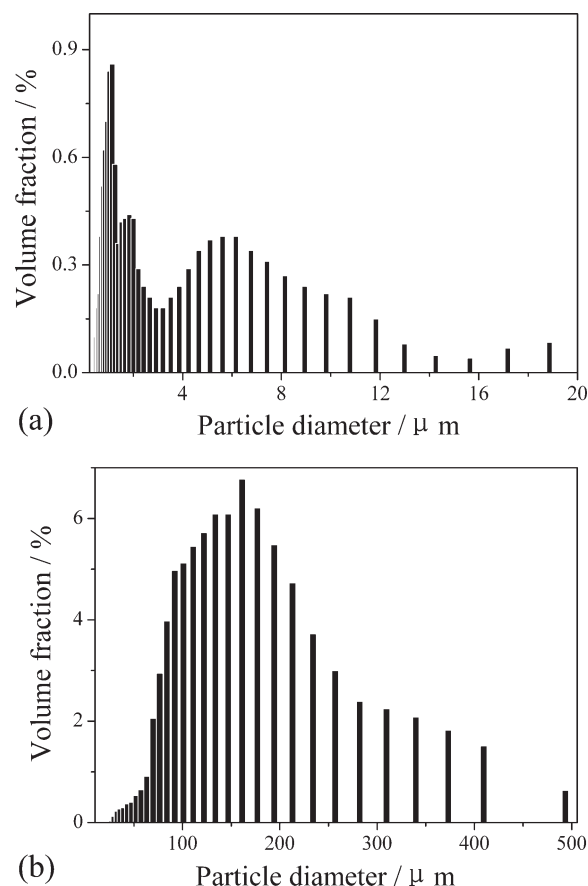 0.9
0.6
0.3
0.0
Volume fraction / %
4 8 12 16 20
(a) Particle diameter / μ m
6
4
2
0
Volume fraction / %
100 200 300 400 500
(b) Particle diameter / μ m